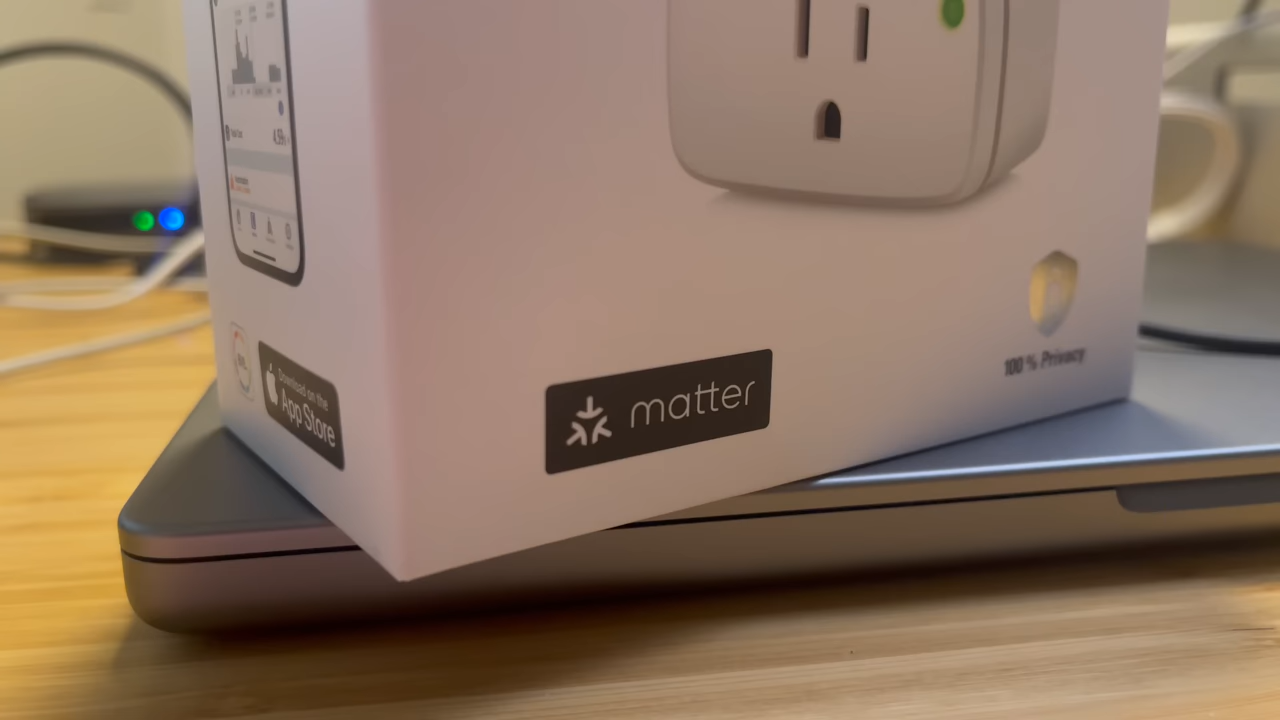 Download on the
App Store
matter
100 % Privacy